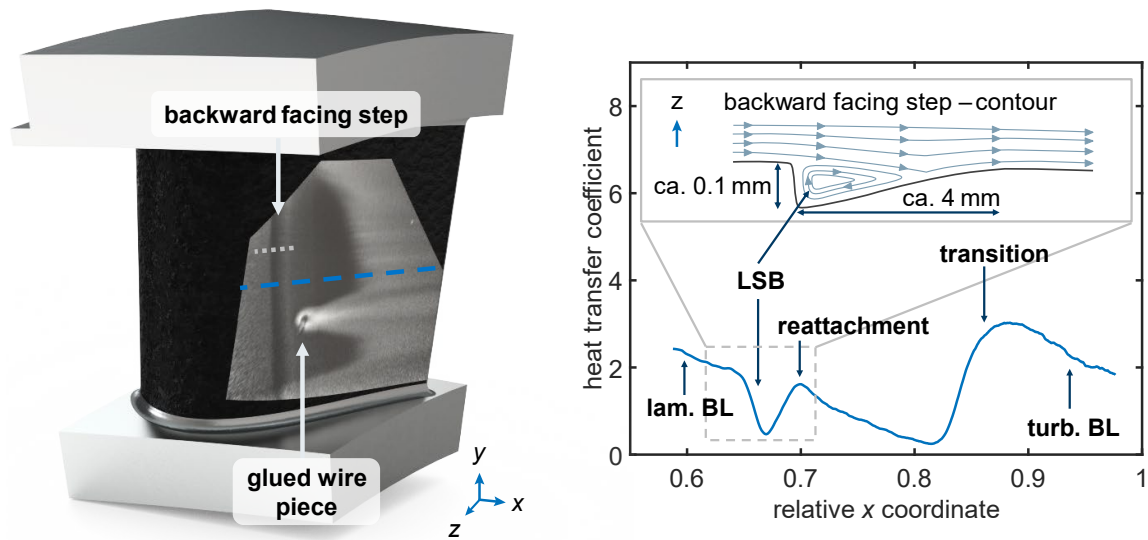 backward facing step
glued wire
piece
y
x
z
backward facing step – contour
z
ca. 0.1 mm
ca. 4 mm
LSB
reattachment
transition
lam. BL
turb. BL
heat transfer coefficient
0
2
4
6
8
0.6
0.7
0.8
0.9
1
relative x coordinate